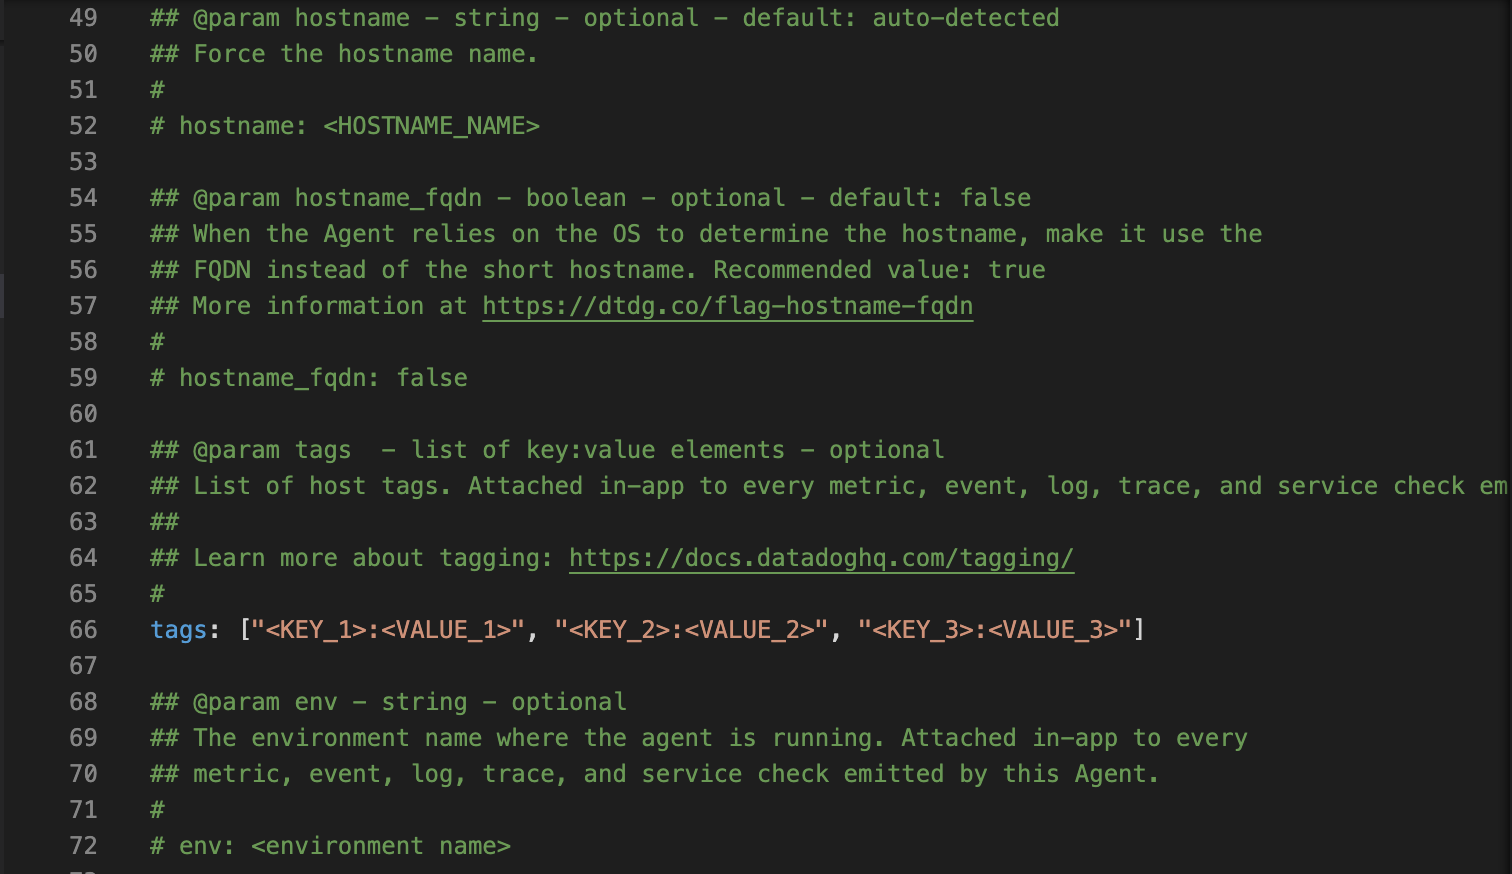 49 ## @param hostname - string - optional - default: auto-detected
50 ## Force the hostname name.
51 #
52 # hostname: <HOSTNAME_NAME>
53
54 ## @param hostname_fqdn - boolean - optional - default: false
55 ## When the Agent relies on the OS to determine the hostname, make it use the
56 ## FQDN instead of the short hostname. Recommended value: true
57 ## More information at https://dtdg.co/flag-hostname-fqdn
58 #
59 # hostname_fqdn: false
60
61 ## @param tags  - list of key:value elements - optional
62 ## List of host tags. Attached in-app to every metric, event, log, trace, and service check em
63 ##
64 ## Learn more about tagging: https://docs.datadoghq.com/tagging/
65 #
66 tags: ["<KEY_1>:<VALUE_1>", "<KEY_2>:<VALUE_2>", "<KEY_3>:<VALUE_3>"]
67
68 ## @param env - string - optional
69 ## The environment name where the agent is running. Attached in-app to every
70 ## metric, event, log, trace, and service check emitted by this Agent.
71 #
72 # env: <environment name>